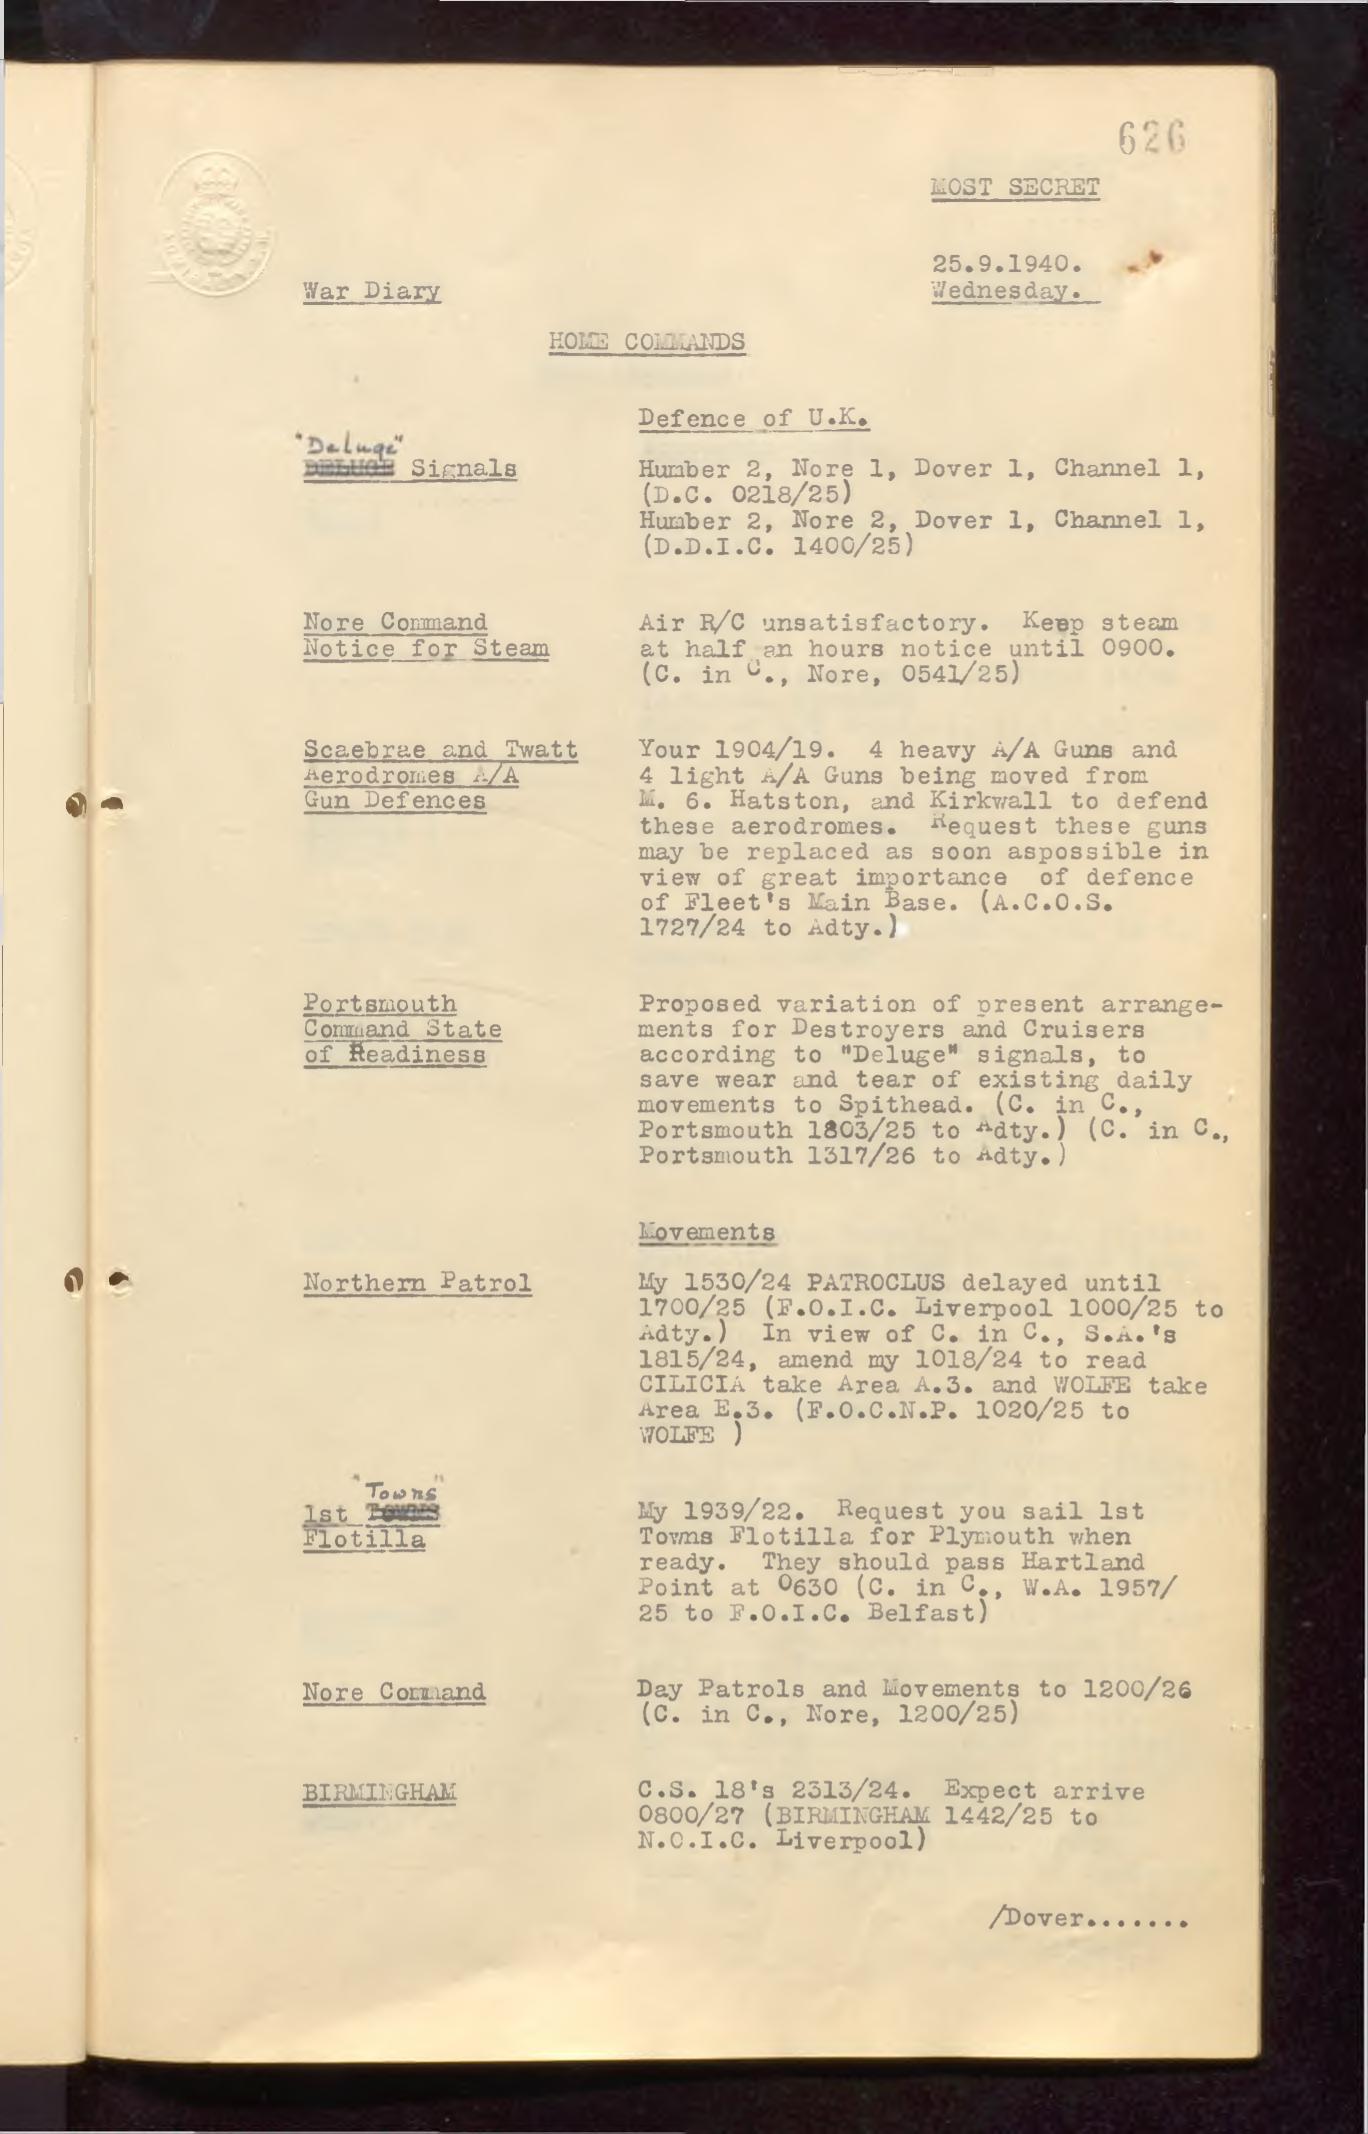 626
MOST SECRET
25.9.1940.
War Diary
Wednesday.
HOME COMMANDS
Defence of U.K.
"Deluge"
DELUGE Signals
Humber 2, Nore 1, Dover 1, Channel 1,
(D.C. 0218/25)
Humber 2, Nore 2, Dover 1, Channel 1,
(D.D.I.C. 1400/25)
Nore Command
Notice for Steam
Air R/C unsatisfactory. Keep steam
at half an hours notice until 0900.
(C. in C., Nore, 0541/25)
Scaebrae and Twatt
Aerodromes A/A
Gun Defences
Your 1904/19. 4 heavy A/A Guns and
4 light A/A Guns being moved from
M. 6. Hatston, and Kirkwall to defend
these aerodromes. Request these guns
may be replaced as soon aspossible in
view of great importance of defence
of Fleet's Main Base. (A.C.O.S.
1727/24 to Adty.)
Portsmouth
Command State
of Readiness
Proposed variation of present arrange-
ments for Destroyers and Cruisers
according to "Deluge" signals, to
save wear and tear of existing daily
movements to Spithead. (C. in C.,
Portsmouth 1803/25 to Adty.) (C. in C.,
Portsmouth 1317/26 to Adty.)
Movements
Northern Patrol
My 1530/24 PATROCLUS delayed until
1700/25 (F.O.I.C. Liverpool 1000/25 to
Adty.) In view of C. in C., S.A.'s
1815/24, amend my 1018/24 to read
CILICIA take Area A.3. and WOLFE take
Area E.3. (F.O.C.N.P. 1020/25 to
WOLFE )
"Towns"
1st TOWNS
Flotilla
My 1939/22. Request you sail 1st
Towns Flotilla for Plymouth when
ready. They should pass Hartland
Point at 0630 (C. in C., W.A. 1957/
25 to F.O.I.C. Belfast)
Nore Command
Day Patrols and Movements to 1200/26
(C. in C., Nore, 1200/25)
BIRMINGHAM
C.S. 18's 2313/24. Expect arrive
0800/27 (BIRMINGHAM 1442/25 to
N.O.I.C. Liverpool)
/Dover.......